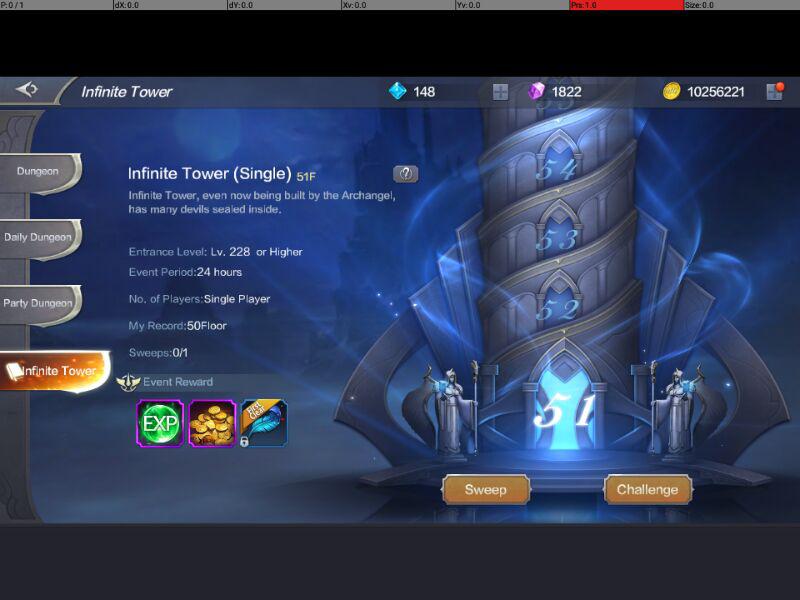 P: 0 / 1 dX: 0.0 dY: 0.0 Xv: 0.0 Yv: 0.0 Prs: 1.0 Size: 0.0
Infinite Tower 148 1822 10256221
54
Dungeon
Infinite Tower (Single) 51F
Infinite Tower, even now being built by the Archangel,
has many devils sealed inside.
Daily Dungeon
53
Entrance Level: Lv. 228 or Higher
Event Period:24 hours
Party Dungeon
No. of Players:Single Player
52
My Record:50Floor
Sweeps:0/1
Infinite Tower
Event Reward
EXP
First Clear
51
Sweep Challenge